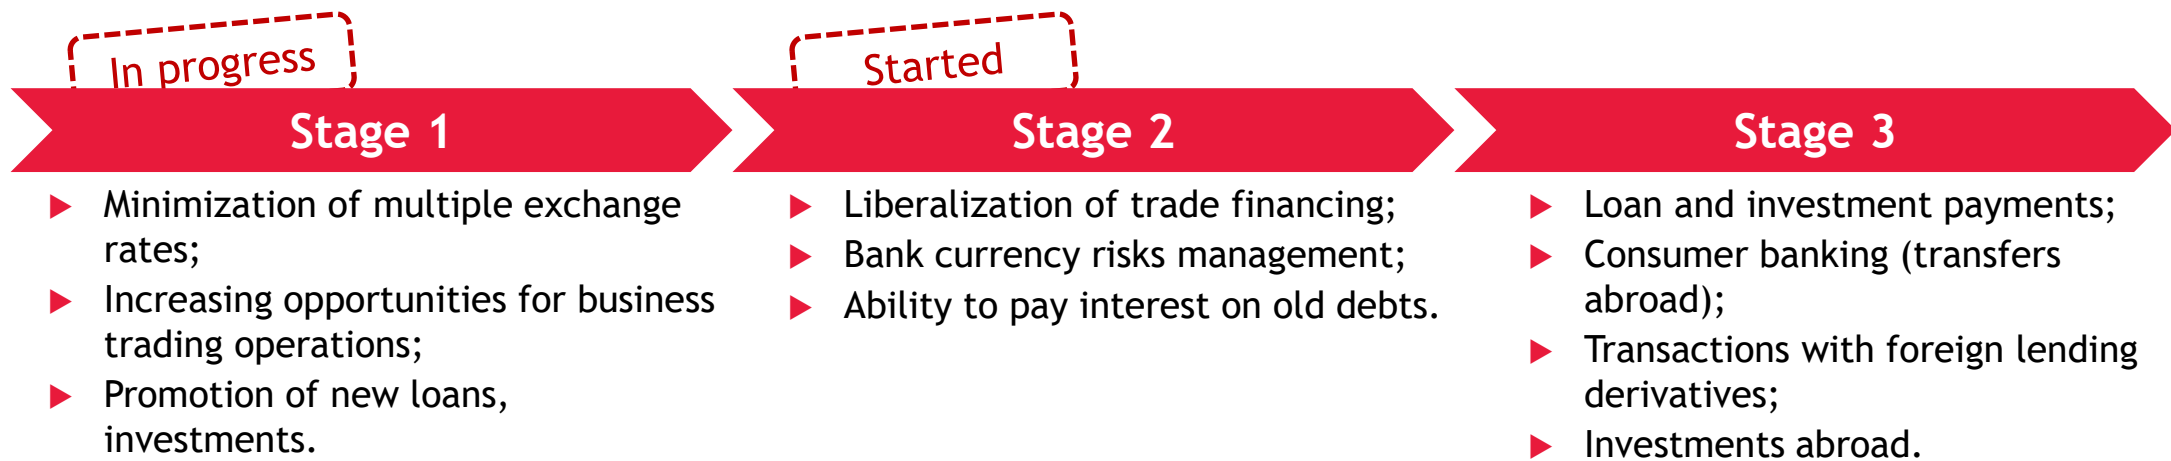 In progress
Started
Stage 1
Stage 2
Stage 3
Minimization of multiple exchange
rates;
Increasing opportunities for business
trading operations;
Promotion of new loans,
investments.
Liberalization of trade financing;
Bank currency risks management;
Ability to pay interest on old debts.
Loan and investment payments;
Consumer banking (transfers
abroad);
Transactions with foreign lending
derivatives;
Investments abroad.